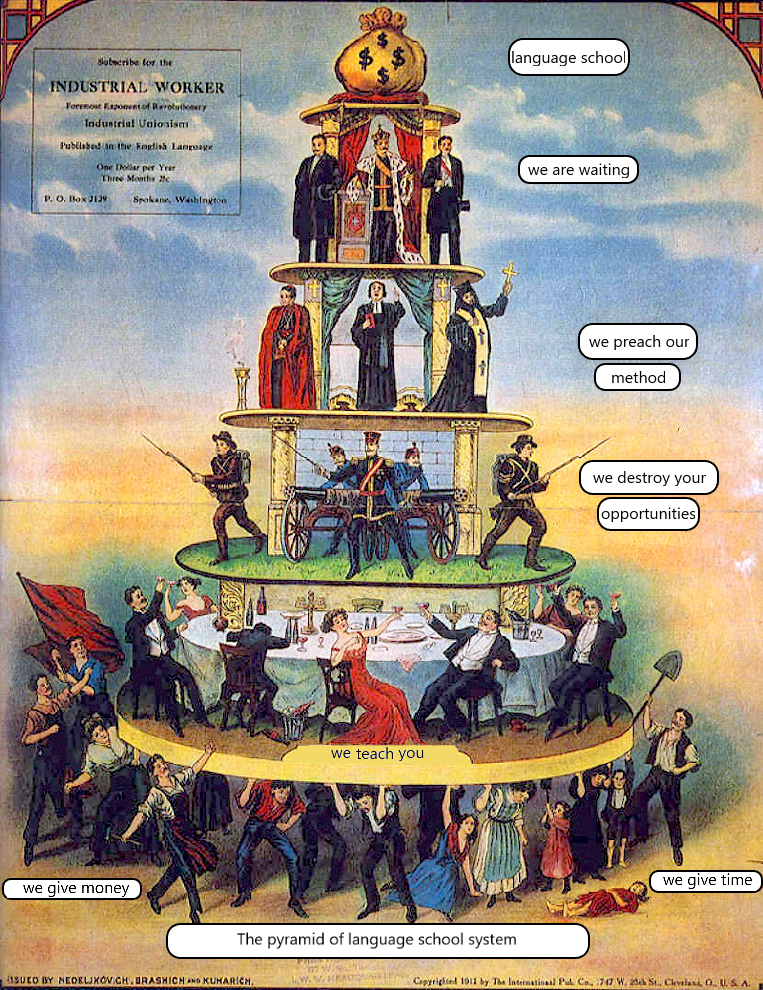 Subscribe for the
INDUSTRIAL WORKER
Foremost Exponent of Revolutionary
Industrial Unionism
Published in the English Language
One Dollar per Year
Three Months 25c
P. O. Box 2129 Spokane, Washington
$ $ $ $
language school
we are waiting
we preach our
method
we destroy your
opportunities
we teach you
we give money
we give time
The pyramid of language school system
ISSUED BY NEDELJKOVICH, BRASHICH AND KUHARICH.
Copyrighted 1911 by The International Pub. Co., 1747 W. 25th St., Cleveland, O., U. S. A.